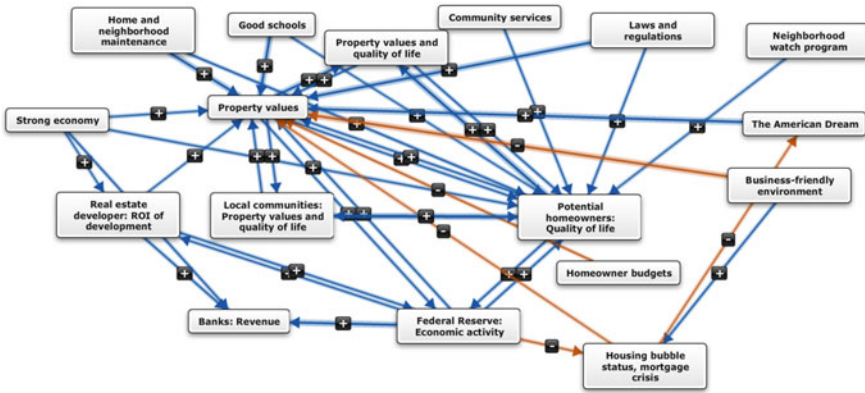 Home and
neighborhood
maintenance
Good schools
Property values and
quality of life
Community services
Laws and
regulations
Neighborhood
watch program
Strong economy
Property values
The American Dream
Business-friendly
environment
Real estate
developer: ROI of
development
Local communities:
Property values and
quality of life
Potential
homeowners:
Quality of life
Homeowner budgets
Banks: Revenue
Federal Reserve:
Economic activity
Housing bubble
status, mortgage
crisis